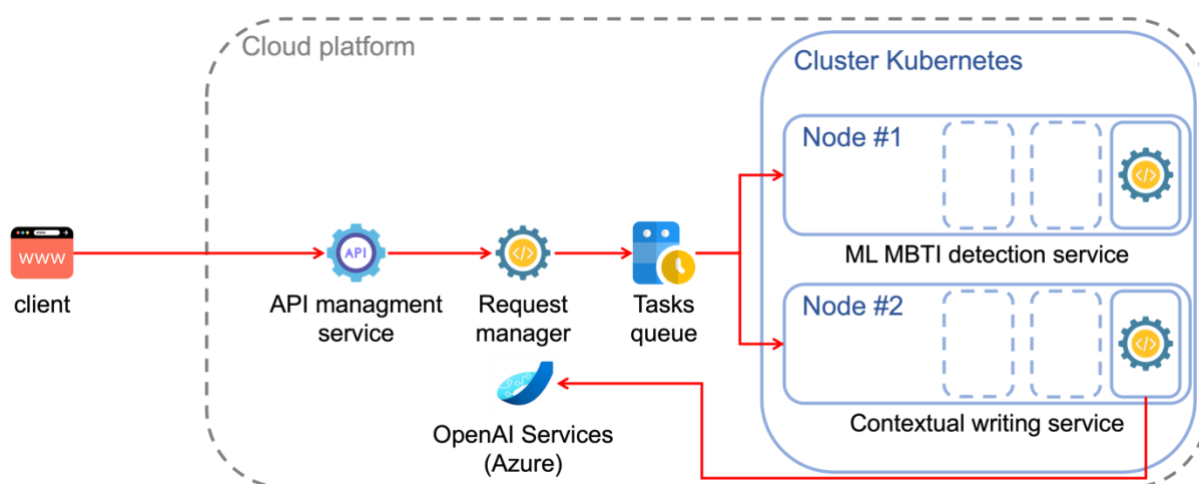 Cloud platform
Cluster Kubernetes
Node #1
</>
ML MBTI detection service
www
client
API
API managment
service
</>
Request
manager
Tasks
queue
Node #2
</>
Contextual writing service
OpenAI Services
(Azure)